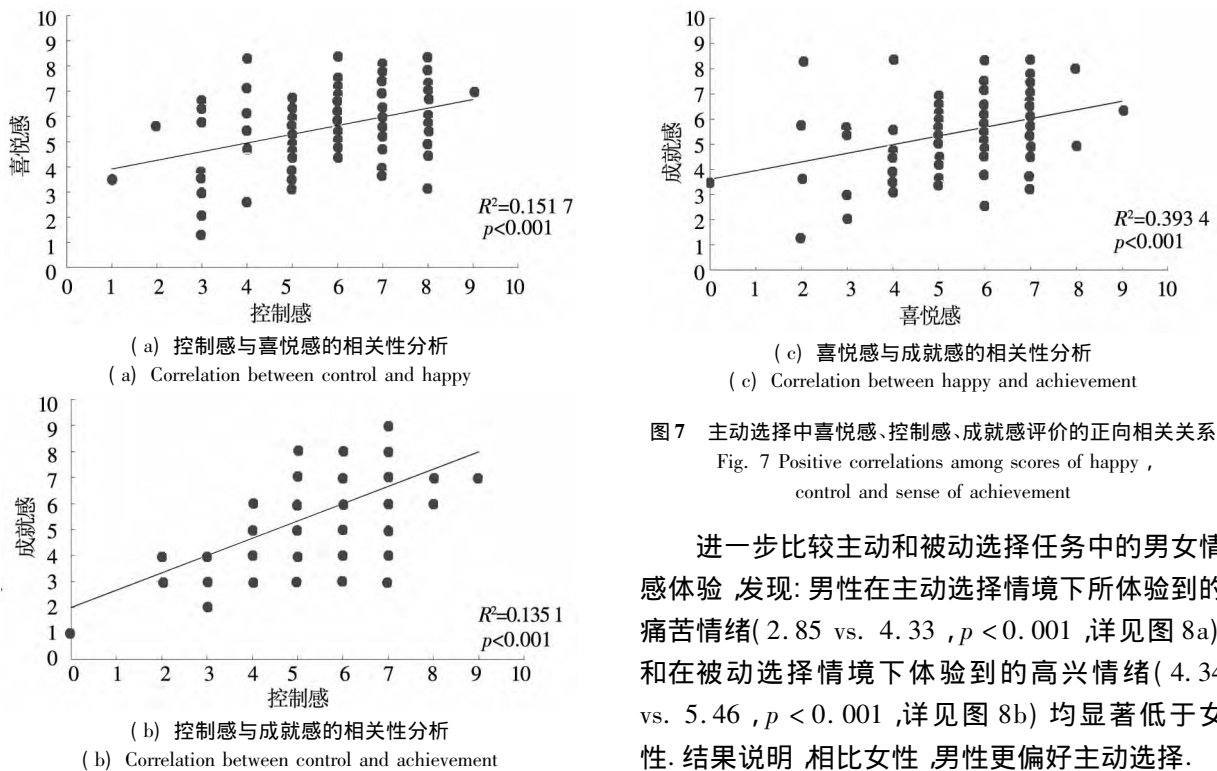 10
9
8
7
6
5
4
3
2
1
0
喜悦感
R²=0.151 7
p<0.001
0 1 2 3 4 5 6 7 8 9 10
控制感
( a) 控制感与喜悦感的相关性分析
( a) Correlation between control and happy
10
9
8
7
6
5
4
3
2
1
0
成就感
R²=0.135 1
p<0.001
0 1 2 3 4 5 6 7 8 9 10
控制感
( b) 控制感与成就感的相关性分析
( b) Correlation between control and achievement
10
9
8
7
6
5
4
3
2
1
0
成就感
R²=0.393 4
p<0.001
0 1 2 3 4 5 6 7 8 9 10
喜悦感
( c) 喜悦感与成就感的相关性分析
( c) Correlation between happy and achievement
图 7 主动选择中喜悦感、控制感、成就感评价的正向相关关系
Fig. 7 Positive correlations among scores of happy ,
control and sense of achievement
进一步比较主动和被动选择任务中的男女情
感体验 ,发现: 男性在主动选择情境下所体验到的
痛苦情绪( 2. 85 vs. 4. 33 , p < 0. 001 ,详见图 8a)
和在被动选择情境下体验到的高兴情绪( 4. 34
vs. 5. 46 , p < 0. 001 ,详见图 8b) 均显著低于女
性. 结果说明 ,相比女性 ,男性更偏好主动选择.